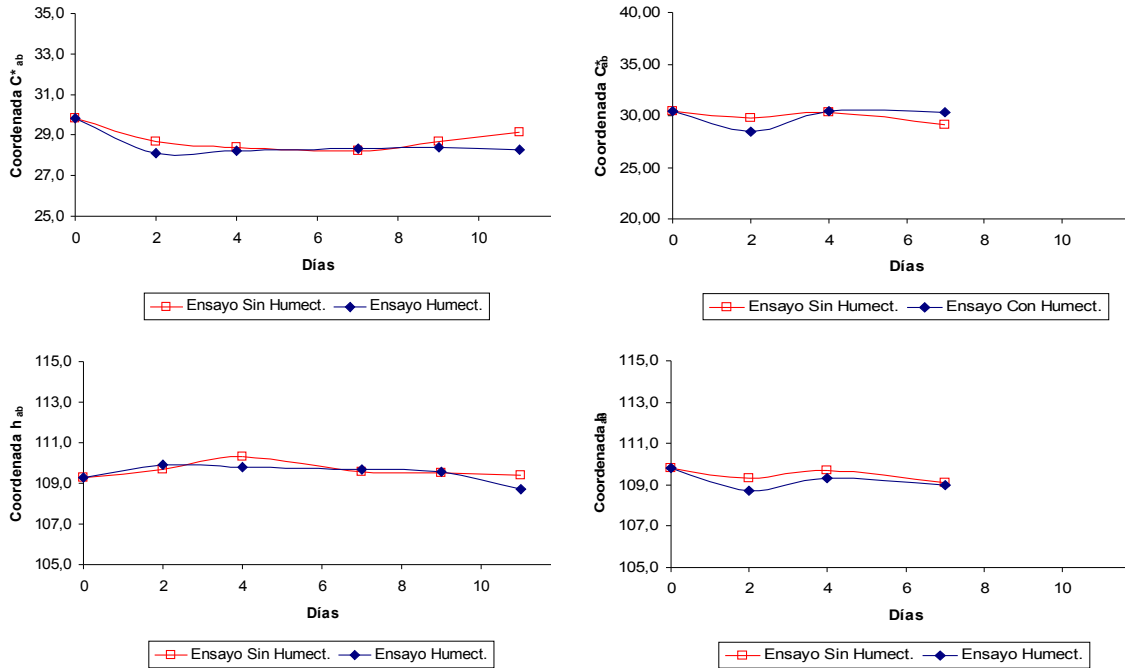 35,0
33,0
31,0
29,0
27,0
25,0
Coordenada C* ab
0 2 4 6 8 10
Días
Ensayo Sin Humect. Ensayo Humect.
40,00
35,00
30,00
25,00
20,00
Coordenada C*ab
0 2 4 6 8 10
Días
Ensayo Sin Humect. Ensayo Con Humect.
115,0
113,0
111,0
109,0
107,0
105,0
Coordenada h ab
0 2 4 6 8 10
Días
Ensayo Sin Humect. Ensayo Humect.
115,0
113,0
111,0
109,0
107,0
105,0
Coordenada hab
0 2 4 6 8 10
Días
Ensayo Sin Humect. Ensayo Humect.